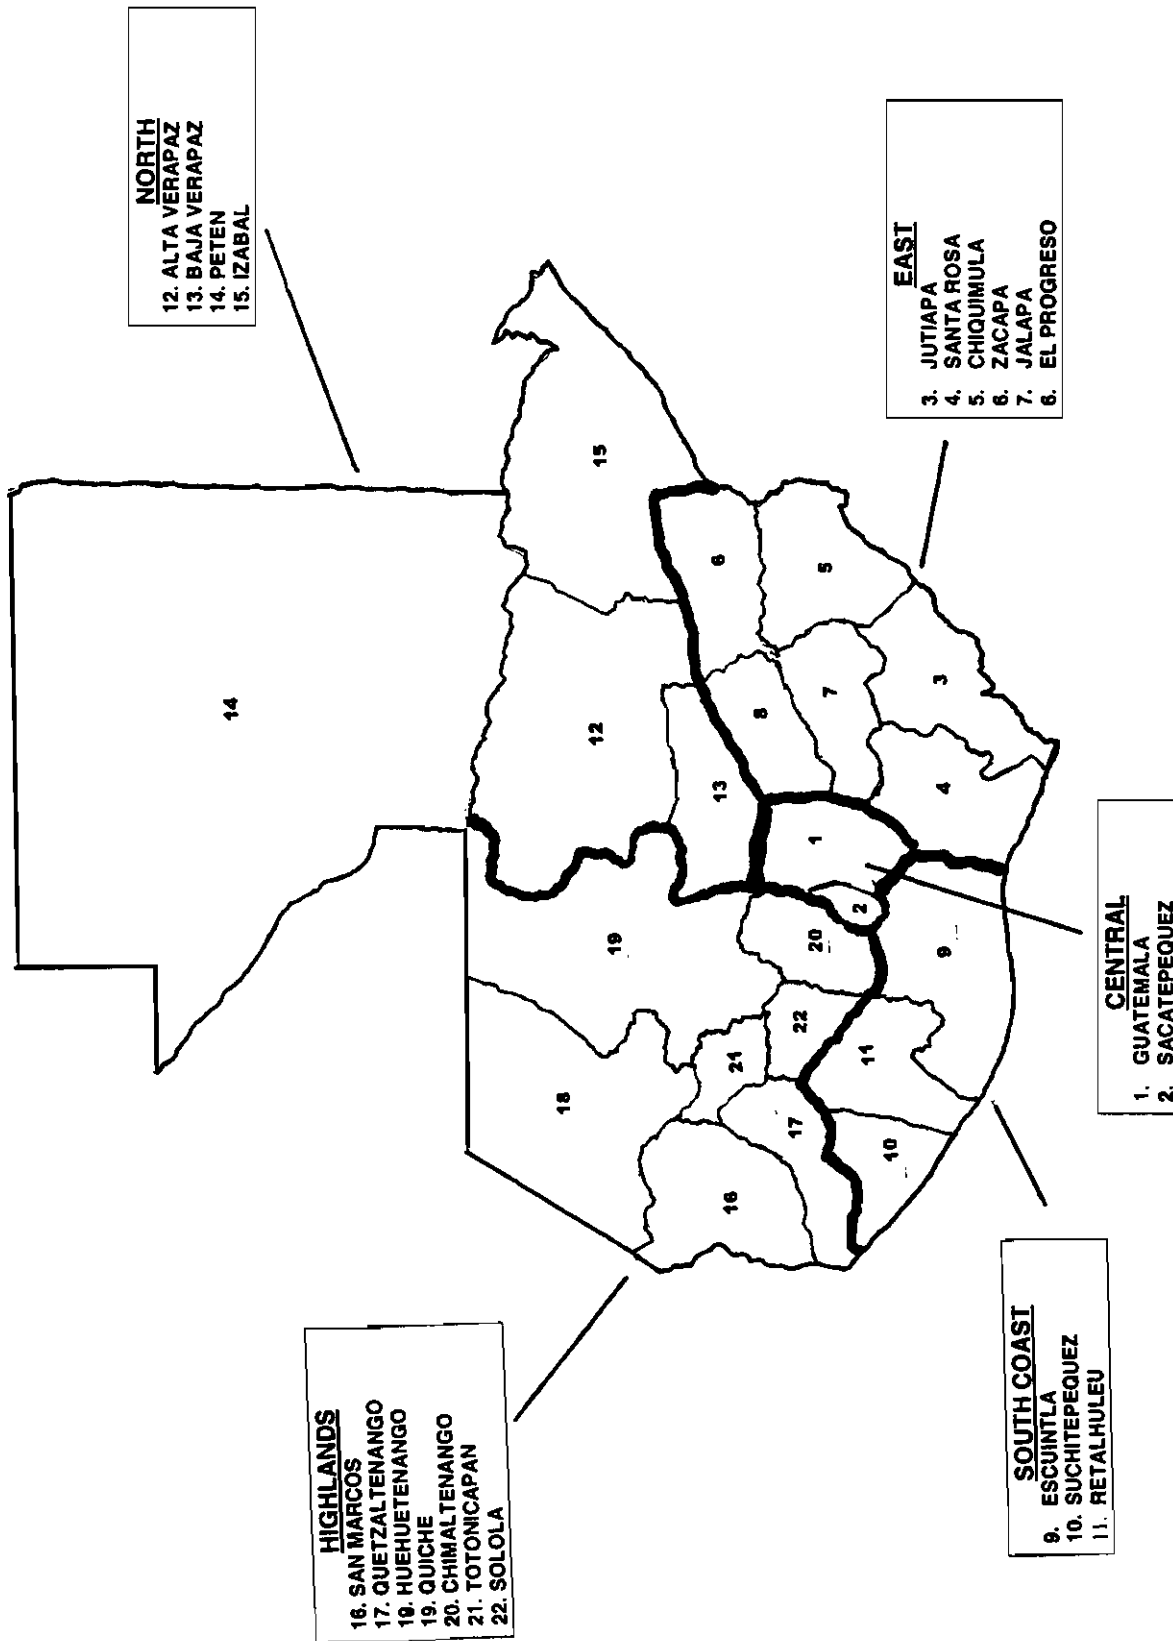 NORTH
12. ALTA VERAPAZ
13. BAJA VERAPAZ
14. PETEN
15. IZABAL
HIGHLANDS
16. SAN MARCOS
17. QUETZALTENANGO
19. HUEHUETENANGO
19. QUICHE
20. CHIMALTENANGO
21. TOTONICAPAN
22. SOLOLA
EAST
3. JUTIAPA
4. SANTA ROSA
5. CHIQUIMULA
6. ZACAPA
7. JALAPA
6. EL PROGRESO
SOUTH COAST
9. ESCUINTLA
10. SUCHITEPEQUEZ
11. RETALHULEU
CENTRAL
1. GUATEMALA
2. SACATEPEQUEZ
14
15
12
18
19
13
6
16
21
8
17
22
20
1
7
5
2
10
11
9
4
3